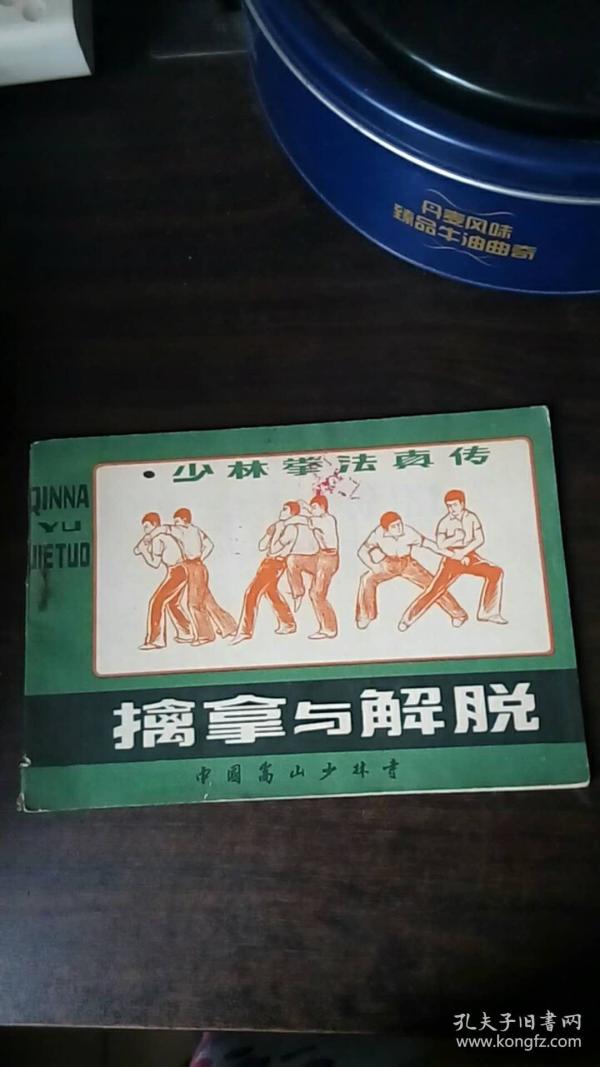 丹麦风味
臻品牛油曲奇
·少林拳法真传
QINNA
YU
JIETUO
擒拿与解脱
中国嵩山少林寺
孔夫子旧书网
www.kongfz.com